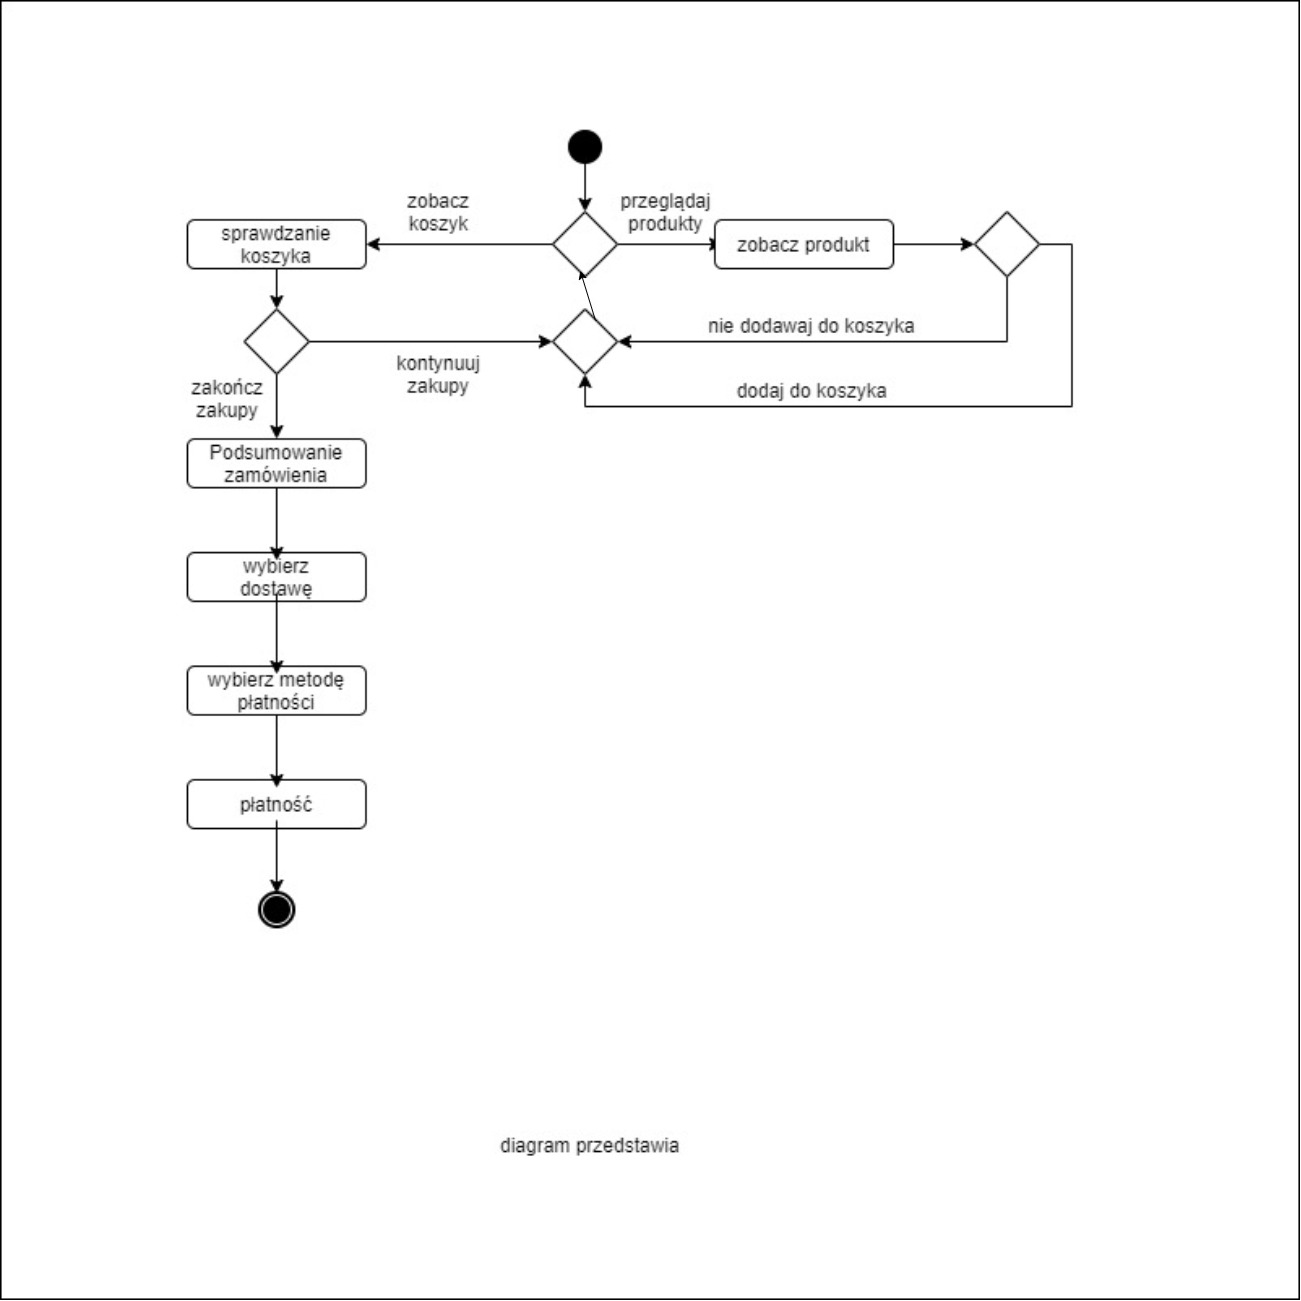 zobacz
koszyk
przeglądaj
produkty
sprawdzanie
koszyka
zobacz produkt
nie dodawaj do koszyka
kontynuuj
zakupy
dodaj do koszyka
zakończ
zakupy
Podsumowanie
zamówienia
wybierz
dostawę
wybierz metodę
płatności
płatność
diagram przedstawia